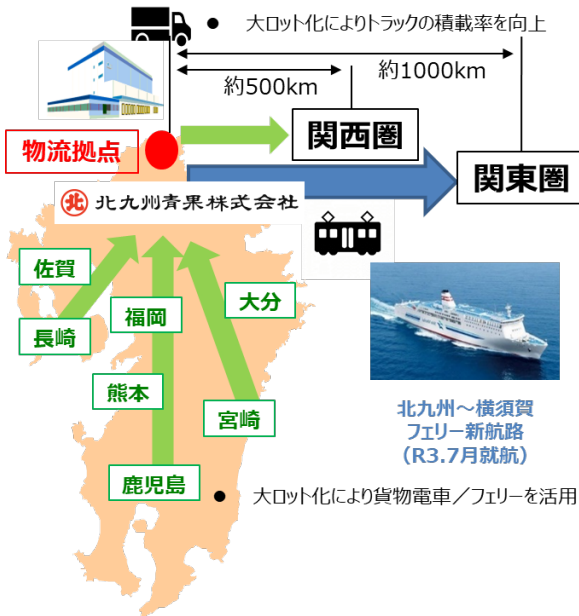 ● 大ロット化によりトラックの積載率を向上
約1000km
約500km
関西圏
物流拠点
関東圏
北 北九州青果株式会社
佐賀
大分
福岡
長崎
熊本
宮崎
北九州～横須賀
フェリー新航路
（R3.7月就航）
鹿児島
● 大ロット化により貨物電車／フェリーを活用